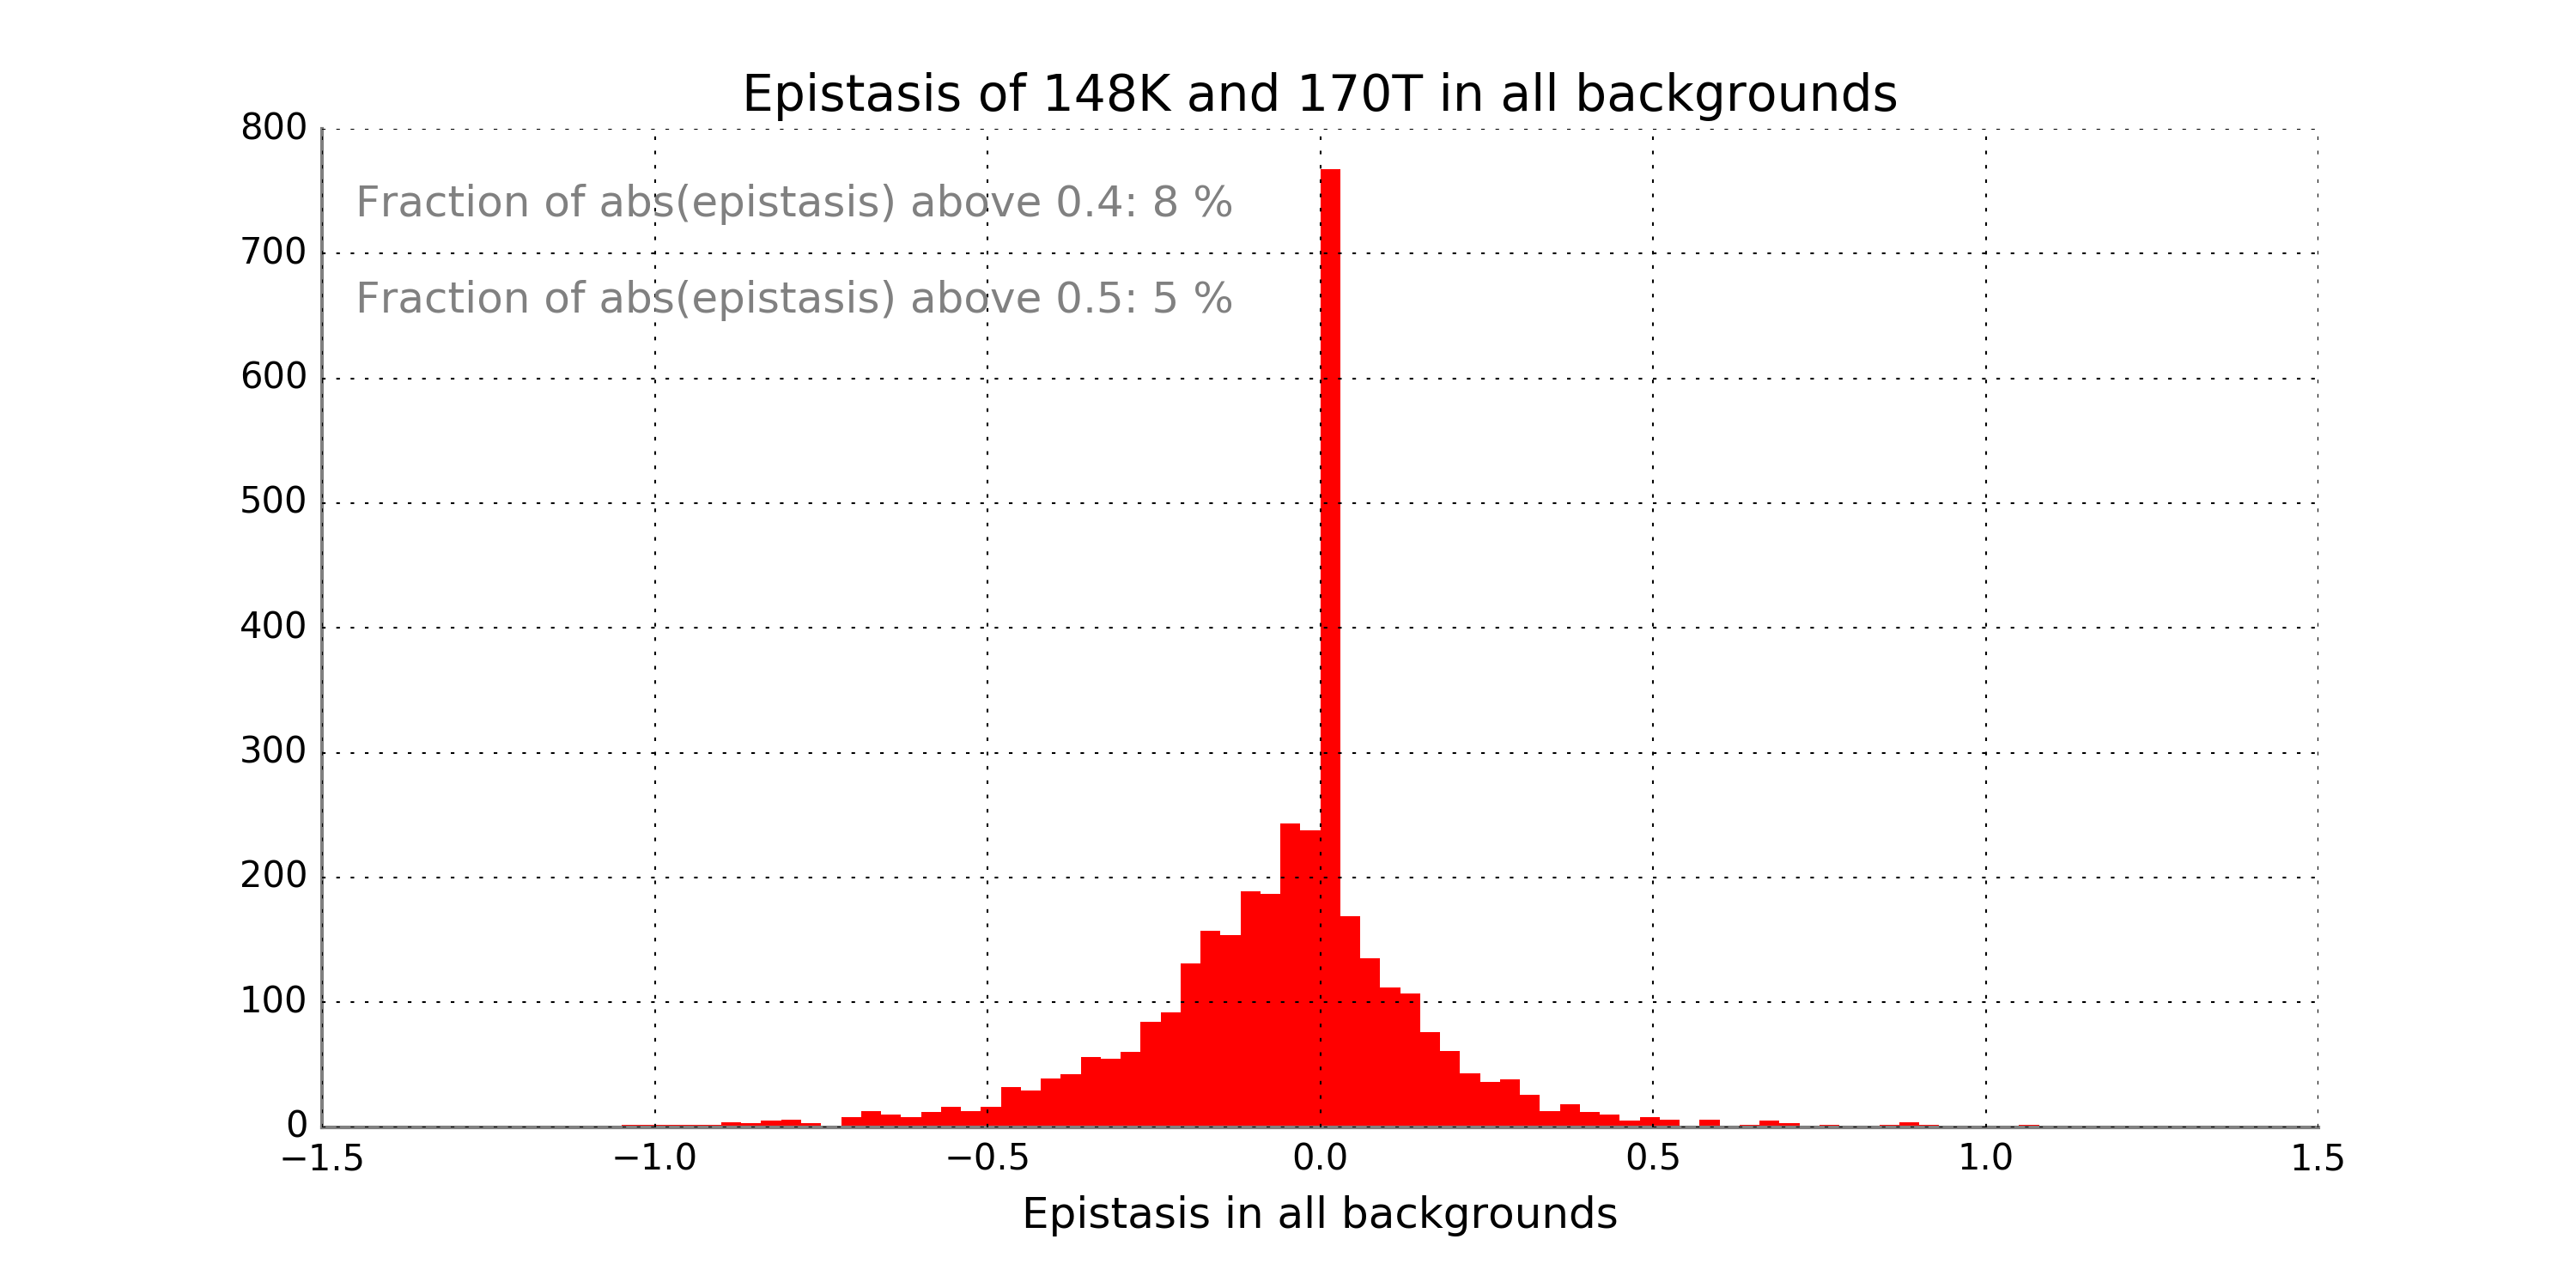 Epistasis of 148K and 170T in all backgrounds
800
Fraction of abs(epistasis) above 0.4: 8 %
700
Fraction of abs(epistasis) above 0.5: 5 %
600
500
400
300
200
100
0
−1.5 −1.0 −0.5 0.0 0.5 1.0 1.5
Epistasis in all backgrounds